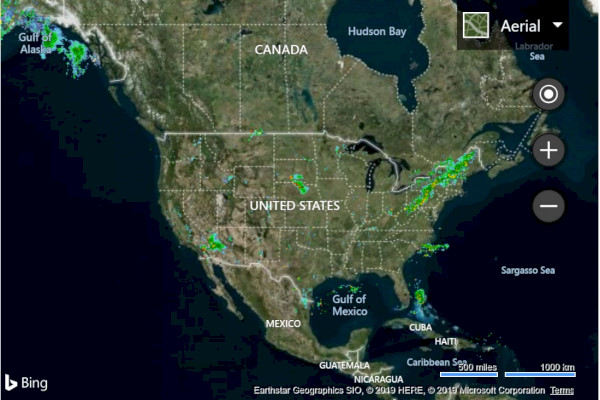 Aerial
Hudson Bay
Gulf of
Alaska
CANADA
Labrador
Sea
UNITED STATES
Sargasso Sea
Gulf of
Mexico
MEXICO
CUBA
HAITI
GUATEMALA
Caribbean Sea
NICARAGUA
500 miles
1000 km
Bing
Earthstar Geographics SIO, © 2019 HERE, © 2019 Microsoft Corporation Terms